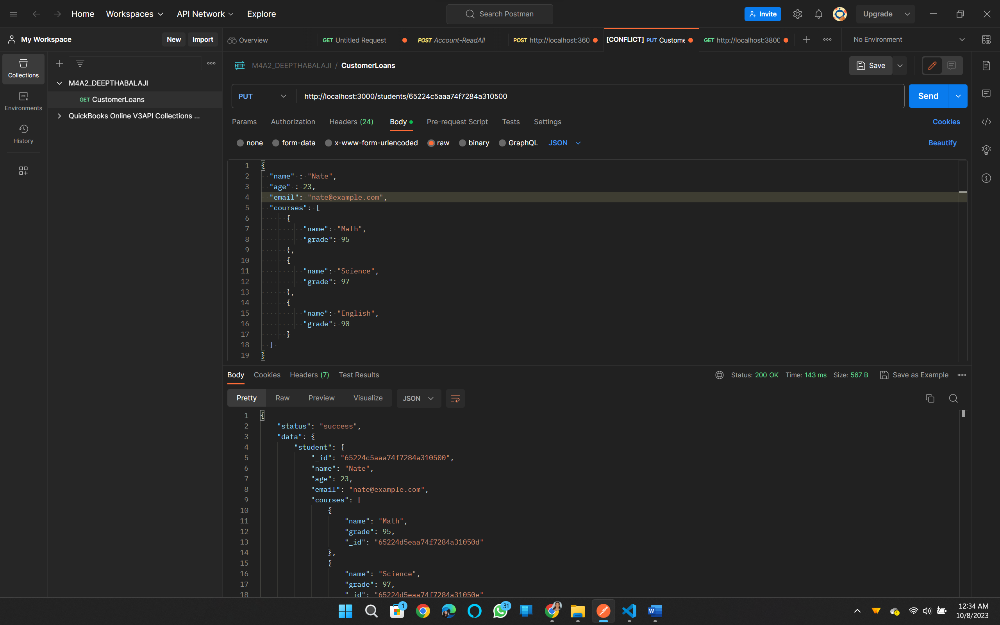 Home Workspaces API Network Explore Search Postman Invite Upgrade
My Workspace New Import Overview GET Untitled Request POST Account-ReadAll POST http://localhost:360 [CONFLICT] PUT Custome GET http://localhost:3800 No Environment
Collections
Environments
History
M4A2_DEEPTHABALAJI
GET CustomerLoans
QuickBooks Online V3API Collections ...
HTTP M4A2_DEEPTHABALAJI / CustomerLoans Save
PUT http://localhost:3000/students/65224c5aaa74f7284a310500 Send
Params Authorization Headers (24) Body Pre-request Script Tests Settings Cookies
none form-data x-www-form-urlencoded raw binary GraphQL JSON Beautify
1 {
2 "name" : "Nate",
3 "age" : 23,
4 "email": "nate@example.com",
5 "courses": [
6 {
7 "name": "Math",
8 "grade": 95
9 },
10 {
11 "name": "Science",
12 "grade": 97
13 },
14 {
15 "name": "English",
16 "grade": 90
17 }
18 ]
19 }
Body Cookies Headers (7) Test Results Status: 200 OK Time: 143 ms Size: 567 B Save as Example
Pretty Raw Preview Visualize JSON
1 {
2 "status": "success",
3 "data": {
4 "student": {
5 "_id": "65224c5aaa74f7284a310500",
6 "name": "Nate",
7 "age": 23,
8 "email": "nate@example.com",
9 "courses": [
10 {
11 "name": "Math",
12 "grade": 95,
13 "_id": "65224d5eaa74f7284a31050d"
14 },
15 {
16 "name": "Science",
17 "grade": 97,
18 "_id": "65224d5eaa74f7284a31050e"
1 31 W
12:34 AM
10/8/2023